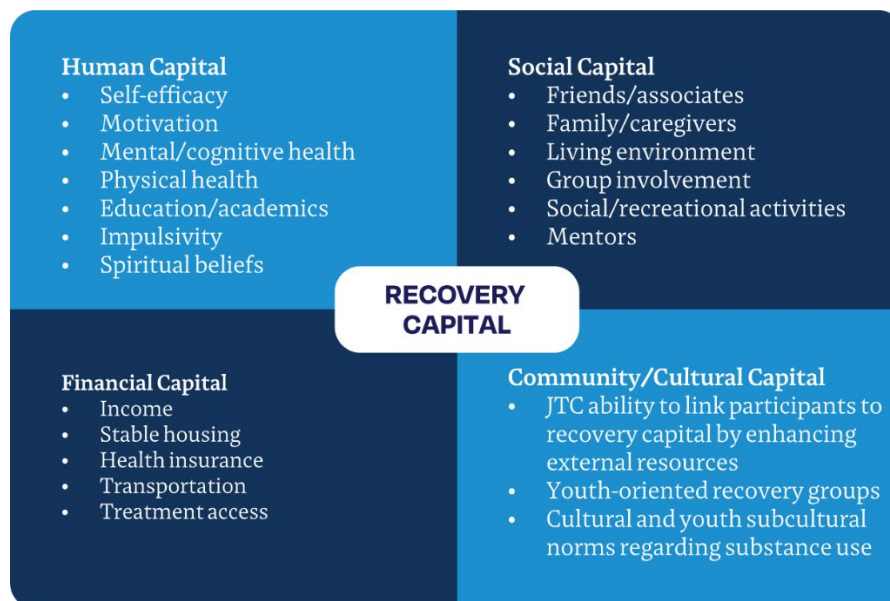 Human Capital
• Self-efficacy
• Motivation
• Mental/cognitive health
• Physical health
• Education/academics
• Impulsivity
• Spiritual beliefs
Social Capital
• Friends/associates
• Family/caregivers
• Living environment
• Group involvement
• Social/recreational activities
• Mentors
RECOVERY
CAPITAL
Financial Capital
• Income
• Stable housing
• Health insurance
• Transportation
• Treatment access
Community/Cultural Capital
• JTC ability to link participants to
recovery capital by enhancing
external resources
• Youth-oriented recovery groups
• Cultural and youth subcultural
norms regarding substance use